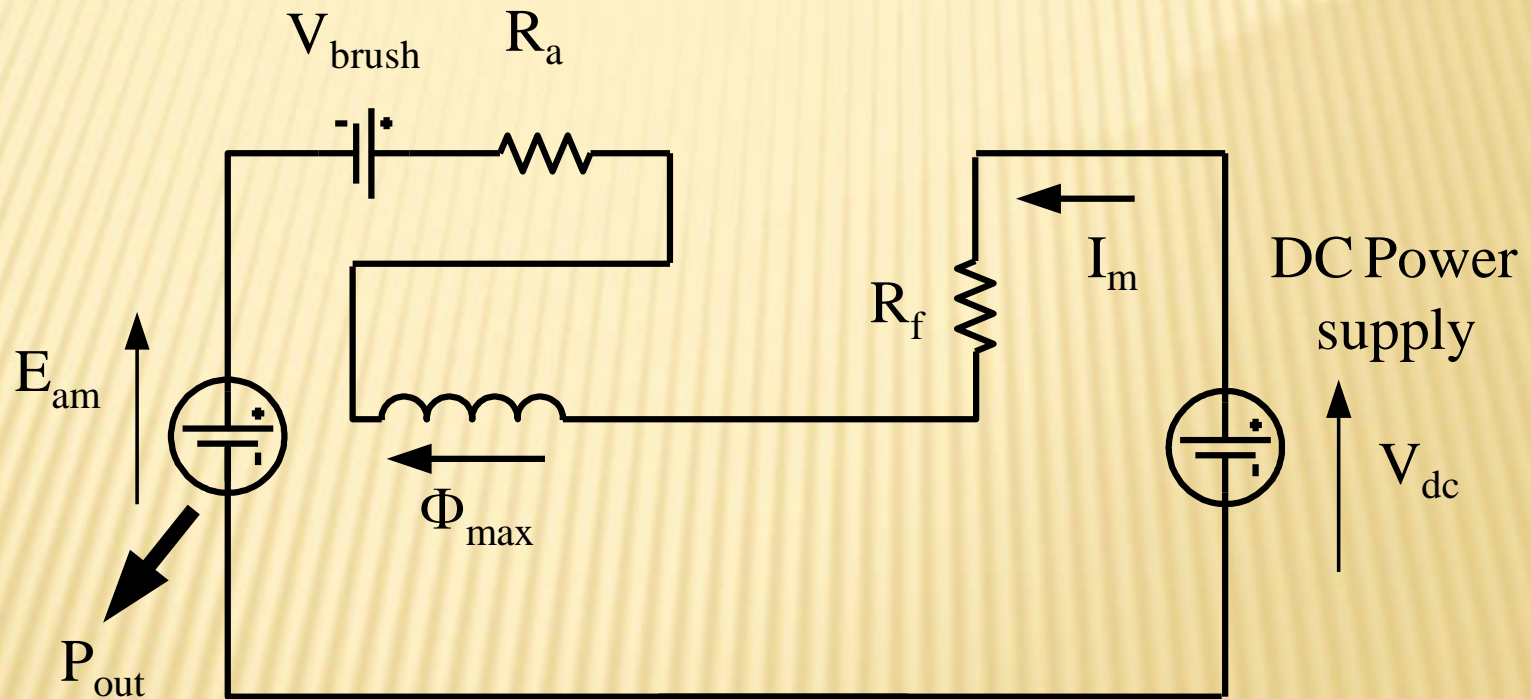 V_brush
R_a
- +
I_m
DC Power
supply
R_f
E_am
+
-
+
-
V_dc
Φ_max
P_out